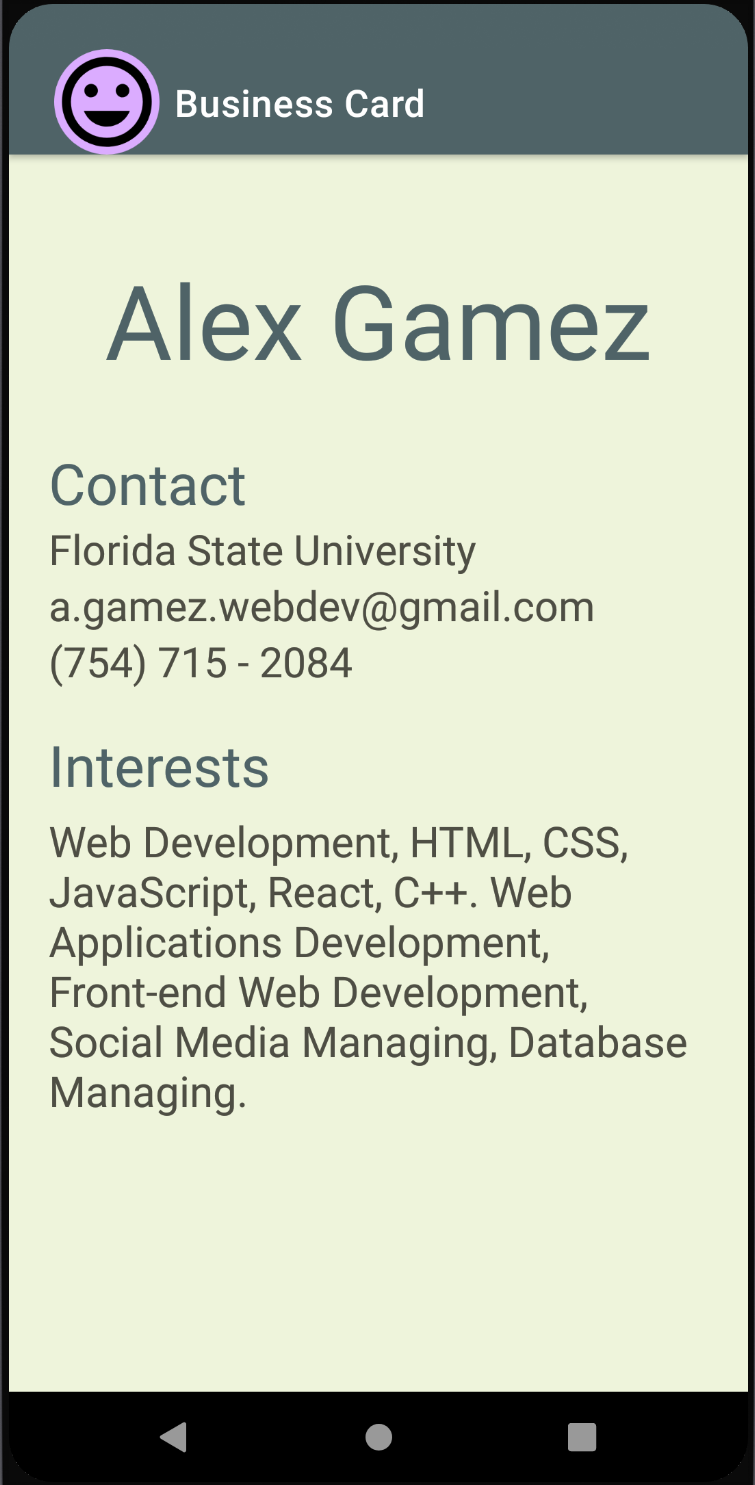 Business Card
Alex Gamez
Contact
Florida State University
a.gamez.webdev@gmail.com
(754) 715 - 2084
Interests
Web Development, HTML, CSS,
JavaScript, React, C++. Web
Applications Development,
Front-end Web Development,
Social Media Managing, Database
Managing.